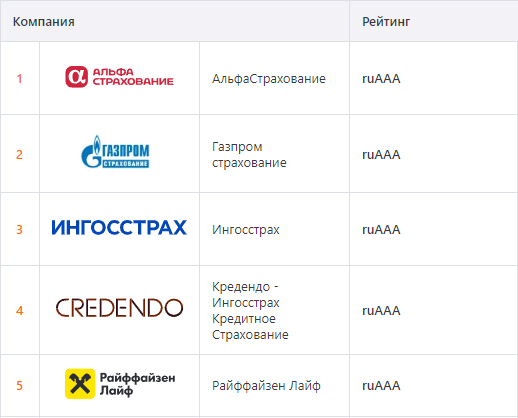 Компания Рейтинг
1 АЛЬФА СТРАХОВАНИЕ АльфаСтрахование ruAAA
2 ГАЗПРОМ СТРАХОВАНИЕ Газпром
страхование ruAAA
3 ИНГОССТРАХ Ингосстрах ruAAA
4 CREDENDO Кредендо -
Ингосстрах
Кредитное
Страхование ruAAA
5 Райффайзен
Лайф Райффайзен Лайф ruAAA